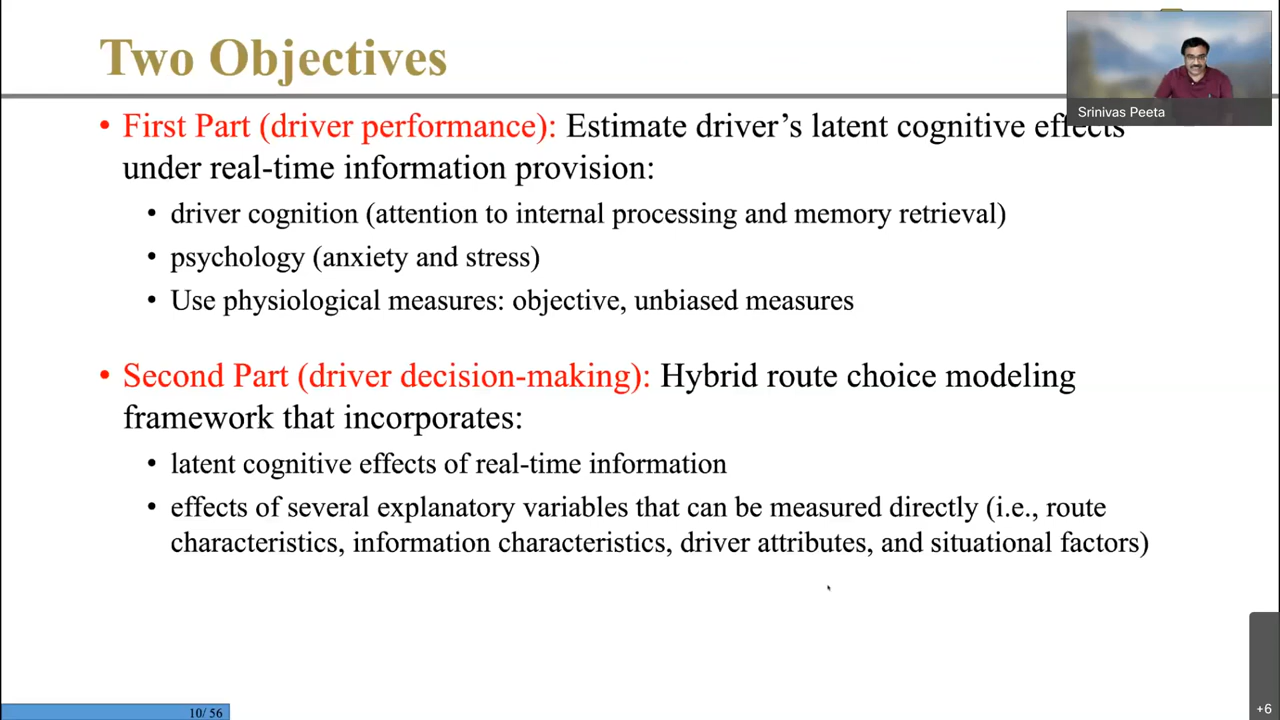 Two Objectives
Srinivas Peeta
• First Part (driver performance): Estimate driver's latent cognitive effects
under real-time information provision:
• driver cognition (attention to internal processing and memory retrieval)
• psychology (anxiety and stress)
• Use physiological measures: objective, unbiased measures
• Second Part (driver decision-making): Hybrid route choice modeling
framework that incorporates:
• latent cognitive effects of real-time information
• effects of several explanatory variables that can be measured directly (i.e., route
characteristics, information characteristics, driver attributes, and situational factors)
10/ 56
+6